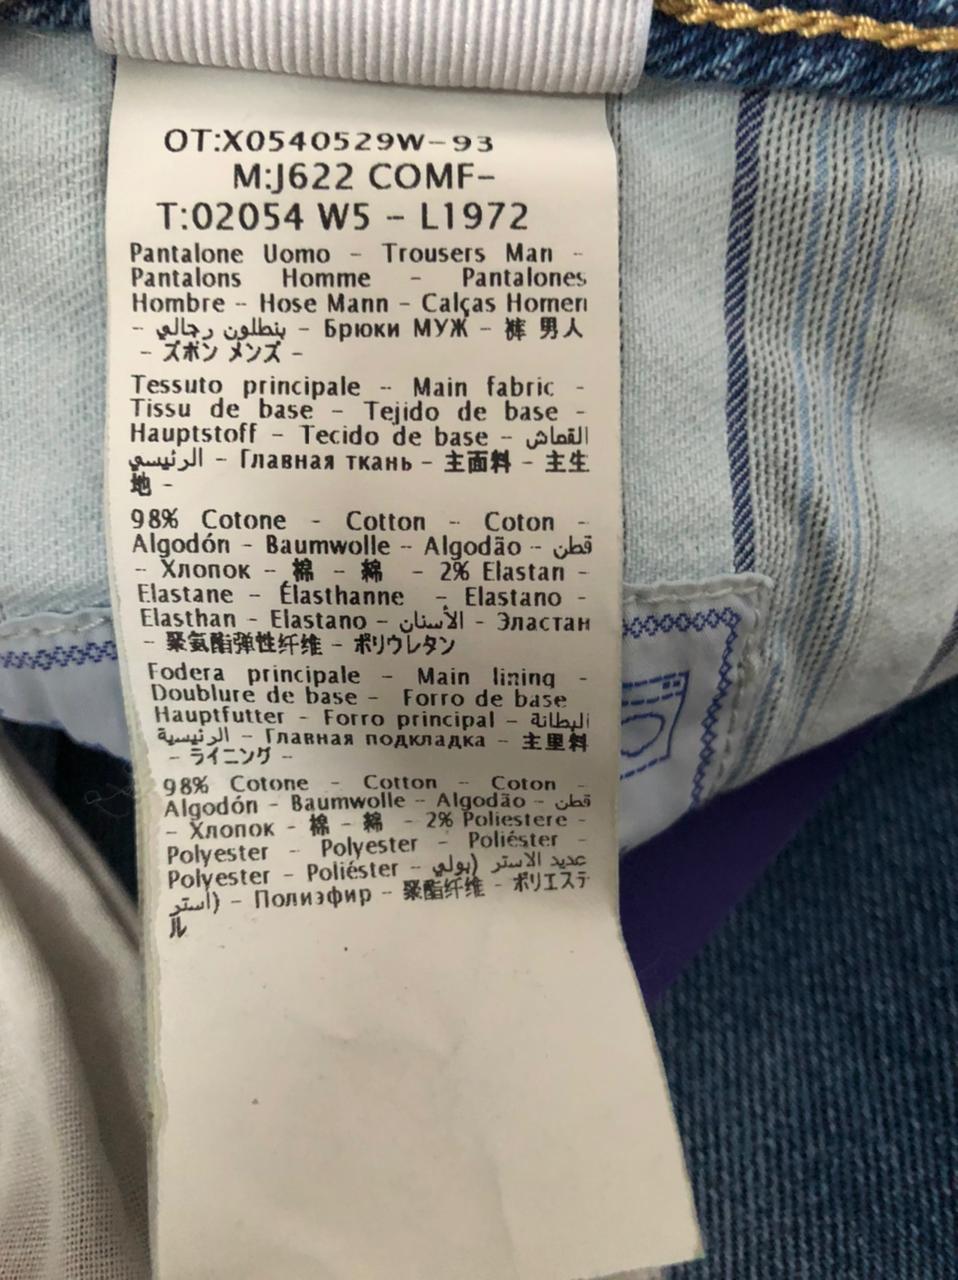 OT:X0540529W-93
M:J622 COMF-
T:02054 W5 - L1972
Pantalone Uomo - Trousers Man -
Pantalons Homme - Pantalones
Hombre - Hose Mann - Calças Homen
- بنطلون رجالي - Брюки МУЖ - 裤 男人
- ズボン メンズ -
Tessuto principale - Main fabric -
Tissu de base - Tejido de base -
Hauptstoff - Tecido de base - القماش
الرئيسي - Главная ткань - 主面料 - 主生
地 -
98% Cotone - Cotton - Coton -
Algodón - Baumwolle - Algodão - قطن
- Хлопок - 棉 - 綿 - 2% Elastan -
Elastane - Élasthanne - Elastano -
Elasthan - Elastano - الأستان - Эластан
- 聚氨酯弹性纤维 - ポリウレタン
Fodera principale - Main lining -
Doublure de base - Forro de base
Hauptfutter - Forro principal - البطانة
الرئيسية - Главная подкладка - 主里料
- ライニング -
98% Cotone - Cotton - Coton -
Algodón - Baumwolle - Algodão - قطن
- Хлопок - 棉 - 綿 - 2% Poliestere -
Polyester - Polyester - Poliéster -
Polyester - Poliéster - عديد الاستر (بولي
استر) - Полиэфир - 聚酯纤维 - ポリエステ
ル